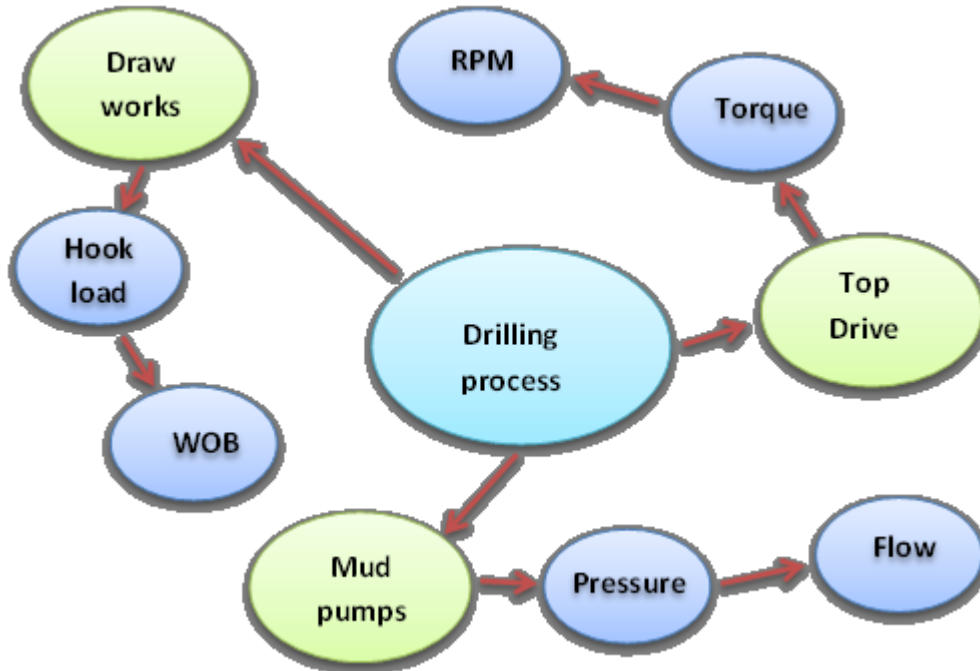 Draw
works
RPM
Torque
Hook
load
Top
Drive
Drilling
process
WOB
Mud
pumps
Pressure
Flow